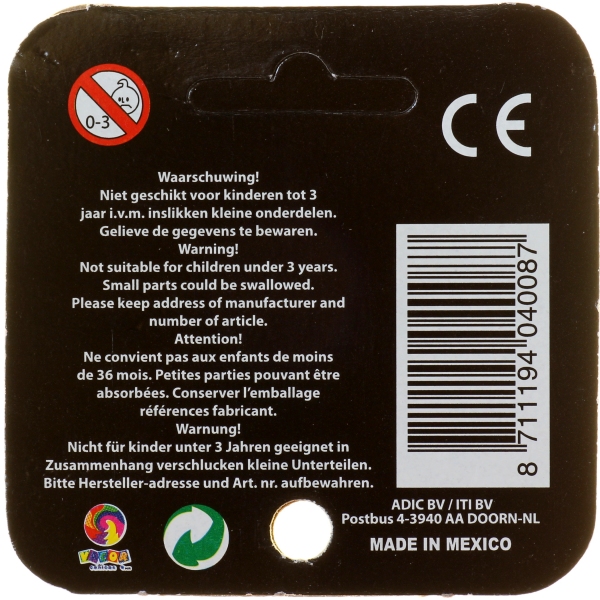 0-3
CE
Waarschuwing!
Niet geschikt voor kinderen tot 3
jaar i.v.m. inslikken kleine onderdelen.
Gelieve de gegevens te bewaren.
Warning!
Not suitable for children under 3 years.
Small parts could be swallowed.
Please keep address of manufacturer and
number of article.
Attention!
Ne convient pas aux enfants de moins
de 36 mois. Petites parties pouvant être
absorbées. Conserver l'emballage
références fabricant.
Warnung!
Nicht für kinder unter 3 Jahren geeignet in
Zusammenhang verschlucken kleine Unterteilen.
Bitte Hersteller-adresse und Art. nr. aufbewahren.
8 711194 040087
ADIC BV / ITI BV
Postbus 4-3940 AA DOORN-NL
MADE IN MEXICO
VACOR